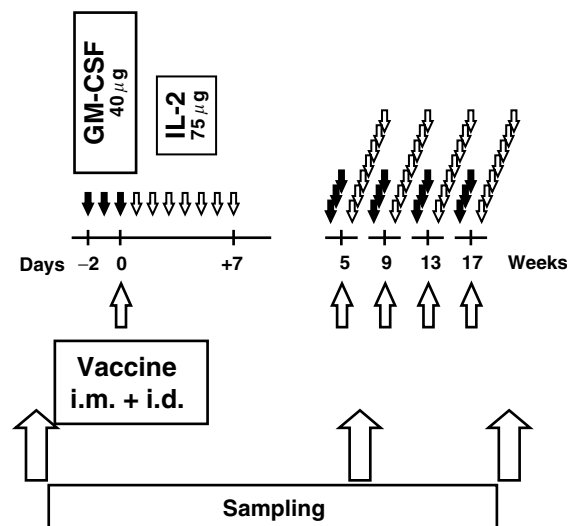 GM-CSF
40 µg
IL-2
75 µg
Days −2 0 +7 5 9 13 17 Weeks
Vaccine
i.m. + i.d.
Sampling